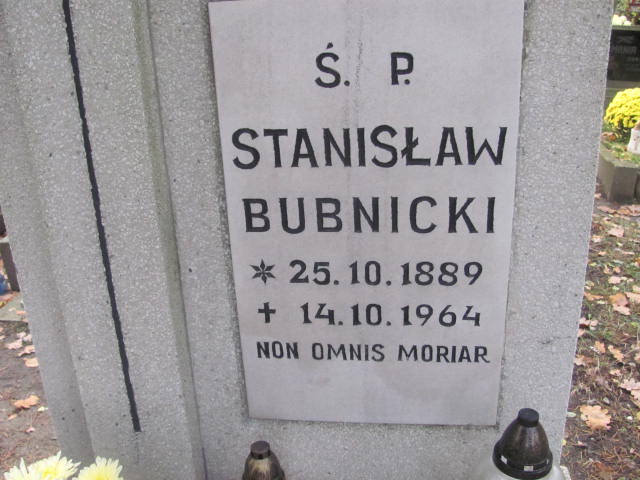 Ś. P.
STANISŁAW
BUBNICKI
* 25.10.1889
✝ 14.10.1964
NON OMNIS MORIAR